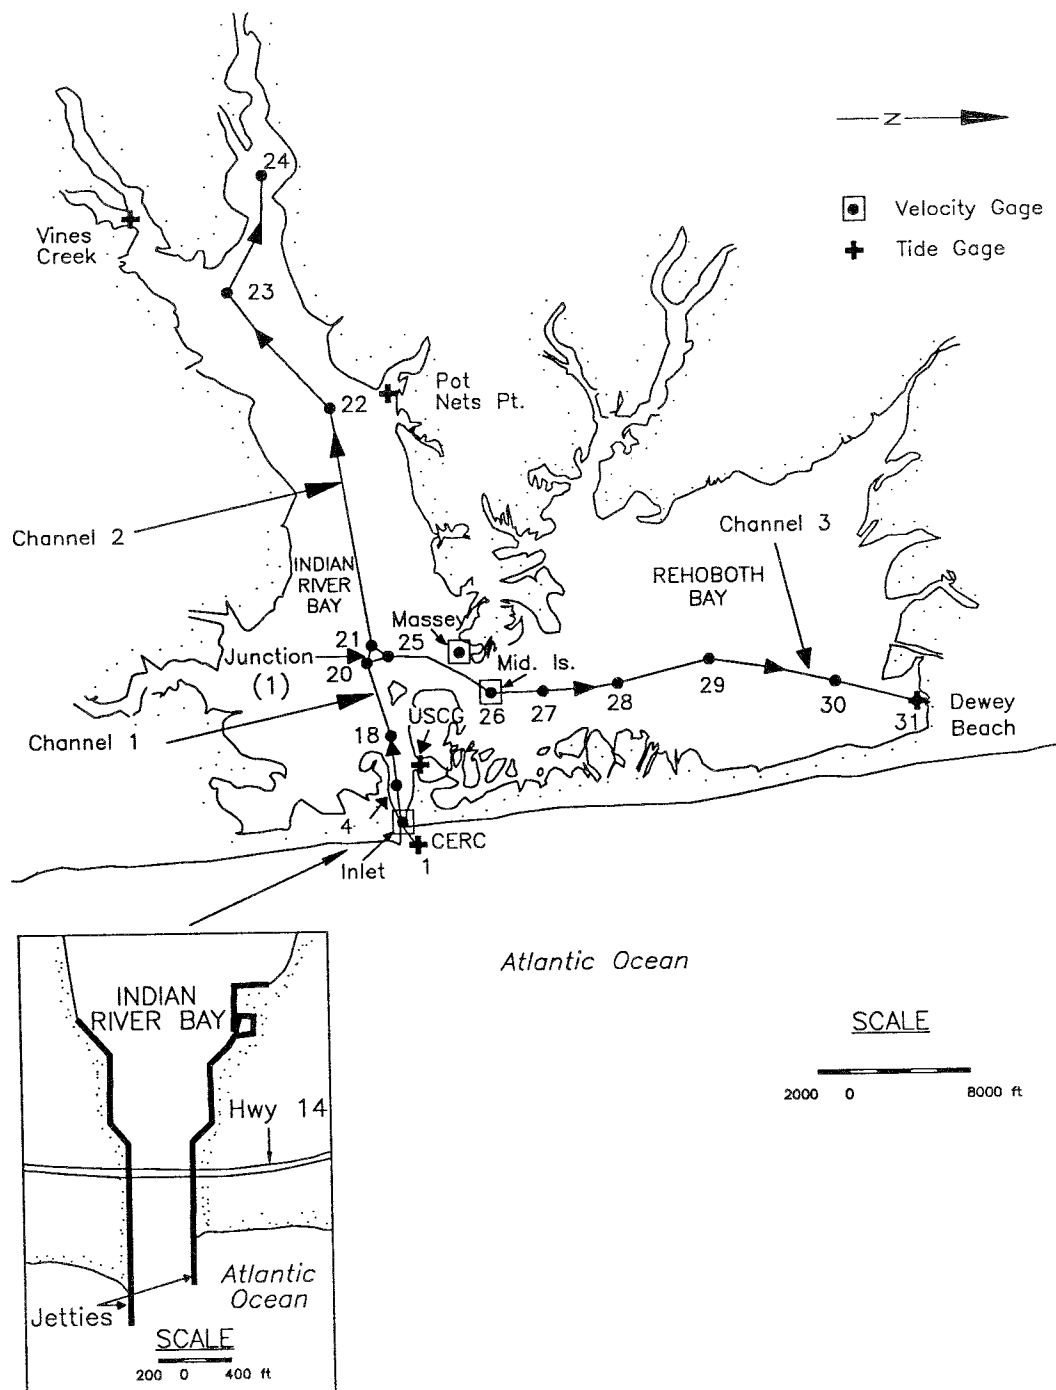 24
N
Velocity Gage
Tide Gage
Vines
Creek
23
Pot
Nets Pt.
22
Channel 2
Channel 3
INDIAN
RIVER
BAY
REHOBOTH
BAY
Massey
21
25
Junction
(1)
20
Mid. Is.
26
27
28
29
30
31
Dewey
Beach
USCG
18
Channel 1
4
CERC
1
Inlet
Atlantic Ocean
INDIAN
RIVER BAY
SCALE
2000 0 8000 ft
Hwy 14
Atlantic
Ocean
Jetties
SCALE
200 0 400 ft